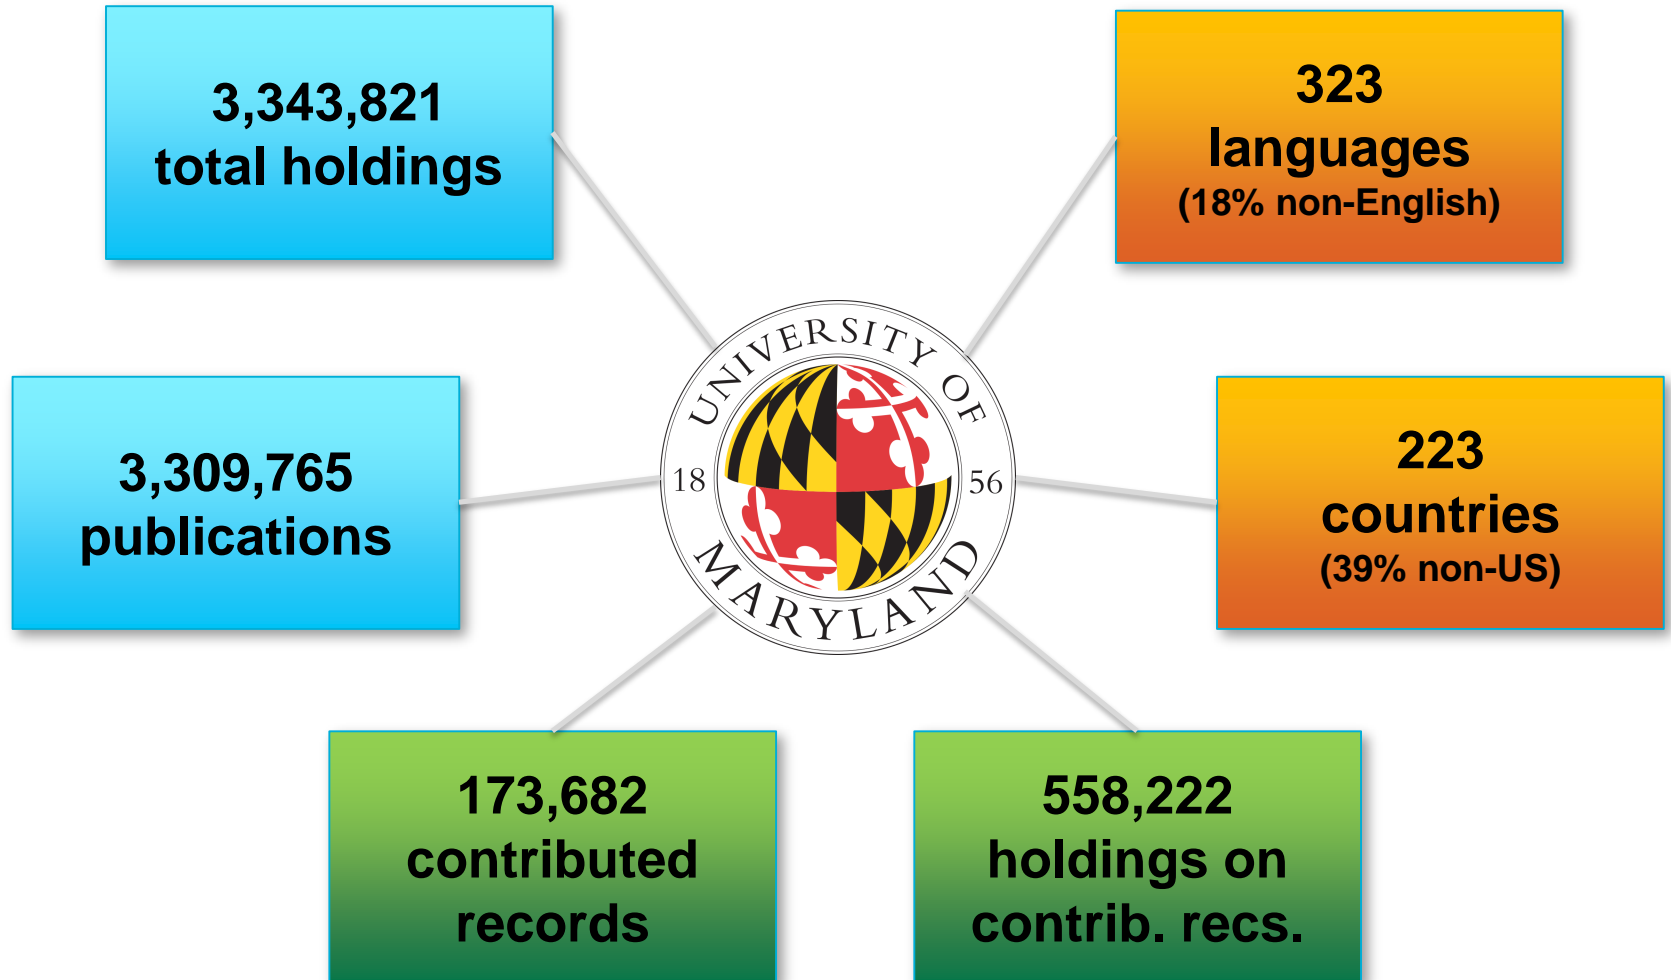 3,343,821
total holdings
323
languages
(18% non-English)
UNIVERSITY OF
MARYLAND
18
56
3,309,765
publications
223
countries
(39% non-US)
173,682
contributed
records
558,222
holdings on
contrib. recs.